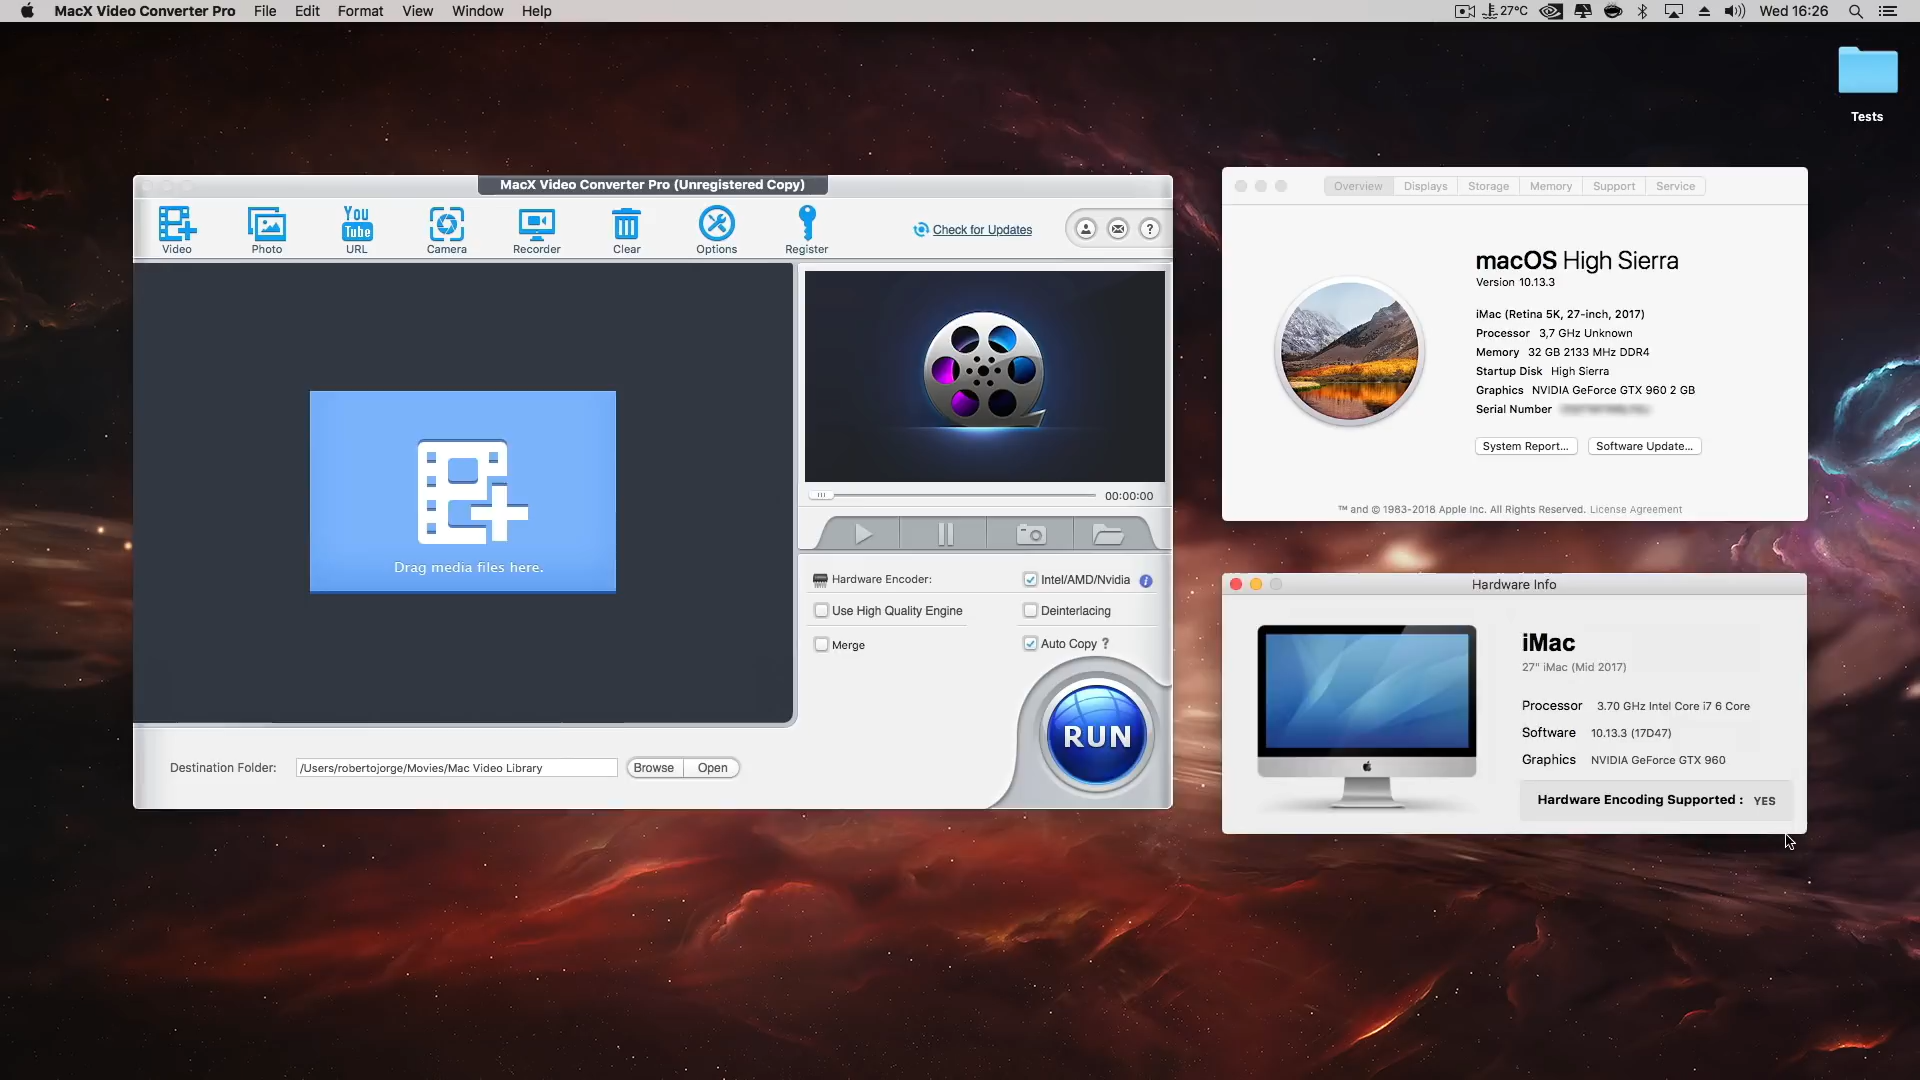 MacX Video Converter Pro File Edit Format View Window Help
27°C Wed 16:26
Tests
MacX Video Converter Pro (Unregistered Copy)
Video
Photo
You
Tube
URL
Camera
Recorder
Clear
Options
Register
Check for Updates
?
Drag media files here.
00:00:00
Hardware Encoder:
Intel/AMD/Nvidia
i
Use High Quality Engine
Deinterlacing
Merge
Auto Copy ?
RUN
Destination Folder: /Users/robertojorge/Movies/Mac Video Library Browse Open
Overview Displays Storage Memory Support Service
macOS High Sierra
Version 10.13.3
iMac (Retina 5K, 27-inch, 2017)
Processor 3,7 GHz Unknown
Memory 32 GB 2133 MHz DDR4
Startup Disk High Sierra
Graphics NVIDIA GeForce GTX 960 2 GB
Serial Number
System Report... Software Update...
™ and © 1983-2018 Apple Inc. All Rights Reserved. License Agreement
Hardware Info
iMac
27" iMac (Mid 2017)
Processor 3.70 GHz Intel Core i7 6 Core
Software 10.13.3 (17D47)
Graphics NVIDIA GeForce GTX 960
Hardware Encoding Supported : YES